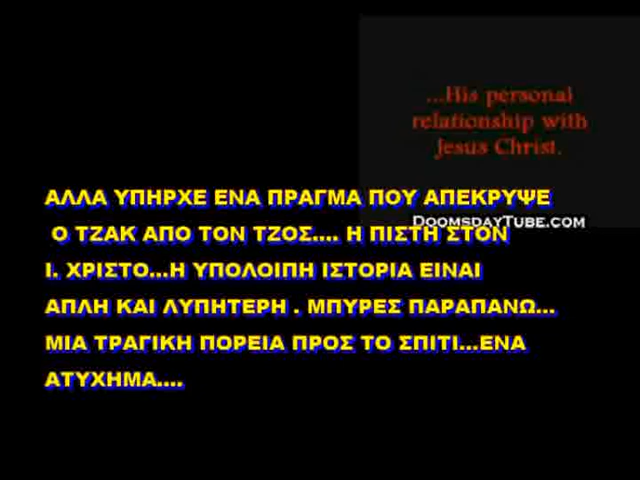 ...His personal
relationship with
Jesus Christ.
DOOMSDAYTUBE.COM
ΑΛΛΑ ΥΠΗΡΧΕ ΕΝΑ ΠΡΑΓΜΑ ΠΟΥ ΑΠΕΚΡΥΨΕ
Ο ΤΖΑΚ ΑΠΟ ΤΟΝ ΤΖΟΣ.... Η ΠΙΣΤΗ ΣΤΟΝ
Ι. ΧΡΙΣΤΟ...Η ΥΠΟΛΟΙΠΗ ΙΣΤΟΡΙΑ ΕΙΝΑΙ
ΑΠΛΗ ΚΑΙ ΛΥΠΗΤΕΡΗ . ΜΠΥΡΕΣ ΠΑΡΑΠΑΝΩ...
ΜΙΑ ΤΡΑΓΙΚΗ ΠΟΡΕΙΑ ΠΡΟΣ ΤΟ ΣΠΙΤΙ...ΕΝΑ
ΑΤΥΧΗΜΑ....